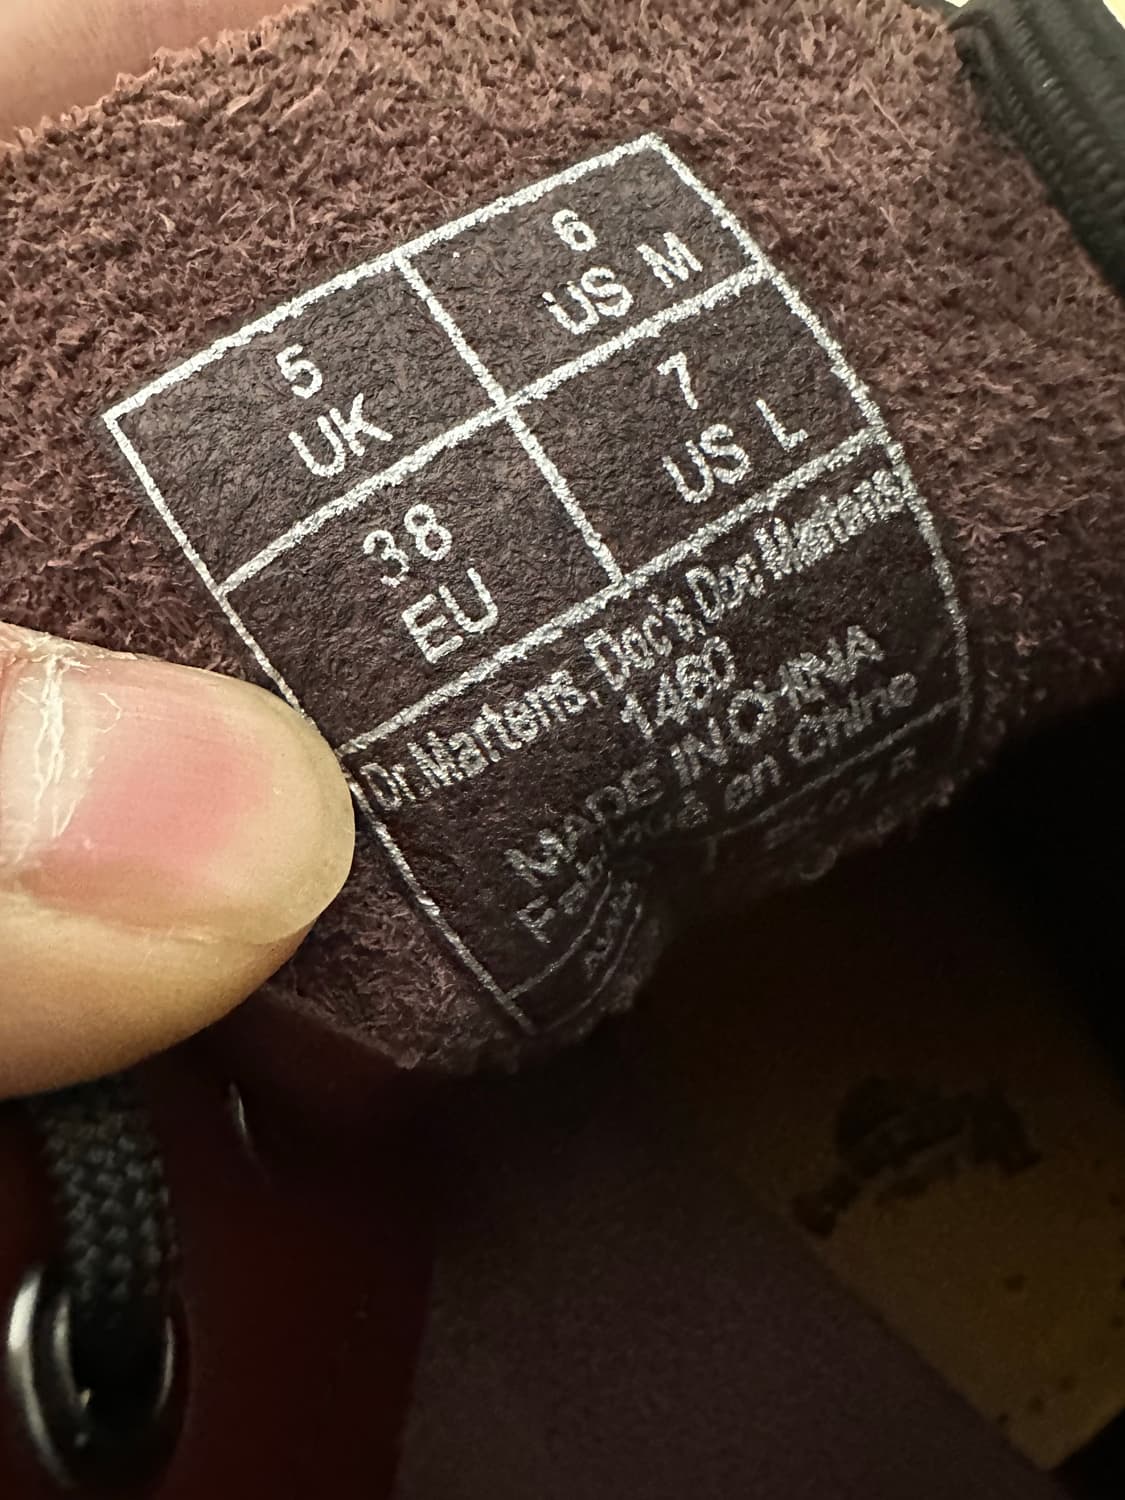 5
UK
6
US M
38
EU
7
US L
Dr. Martens, Doc's, Doc Martens
1460
MADE IN CHINA
Fabriqué en Chine